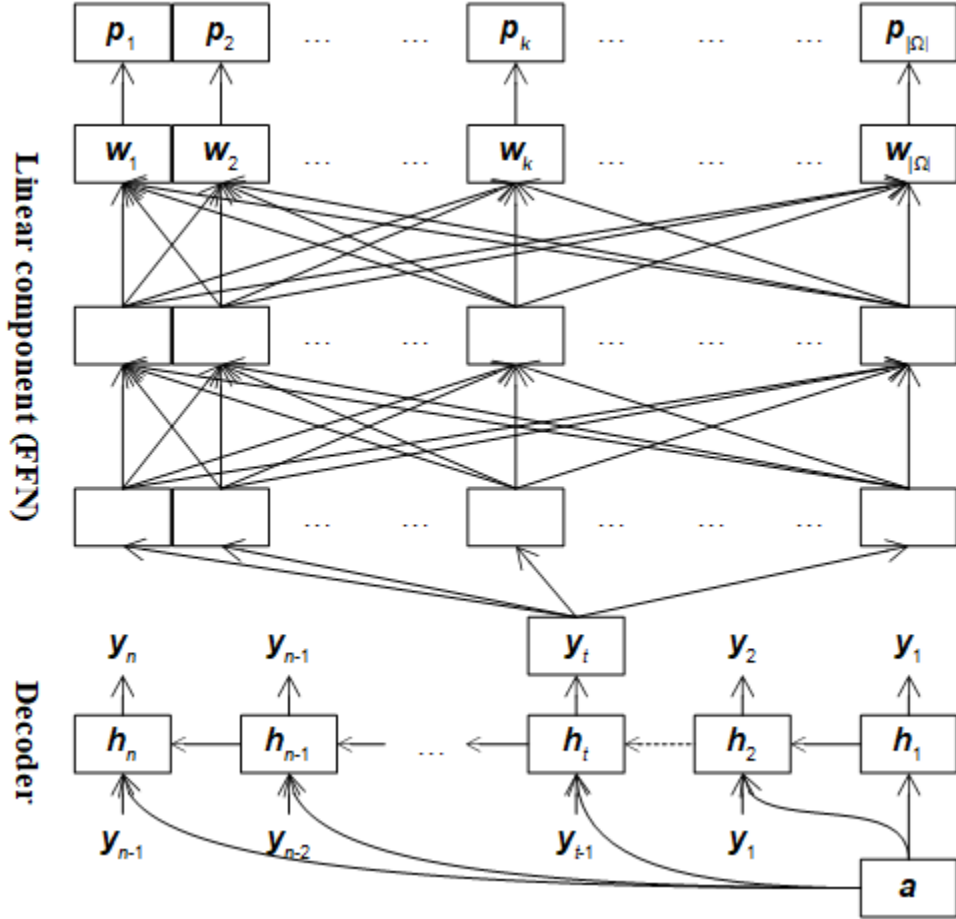 p₁ p₂ ... ... pₖ ... ... ... p|Ω|
w₁ w₂ ... ... wₖ ... ... ... w|Ω|
... ... ... ... ...
... ... ... ... ...
Linear component (FFN)
yₜ
yₙ yₙ₋₁ y₂ y₁
hₙ hₙ₋₁ ... hₜ h₂ h₁
yₙ₋₁ yₙ₋₂ yₜ₋₁ y₁
a
Decoder